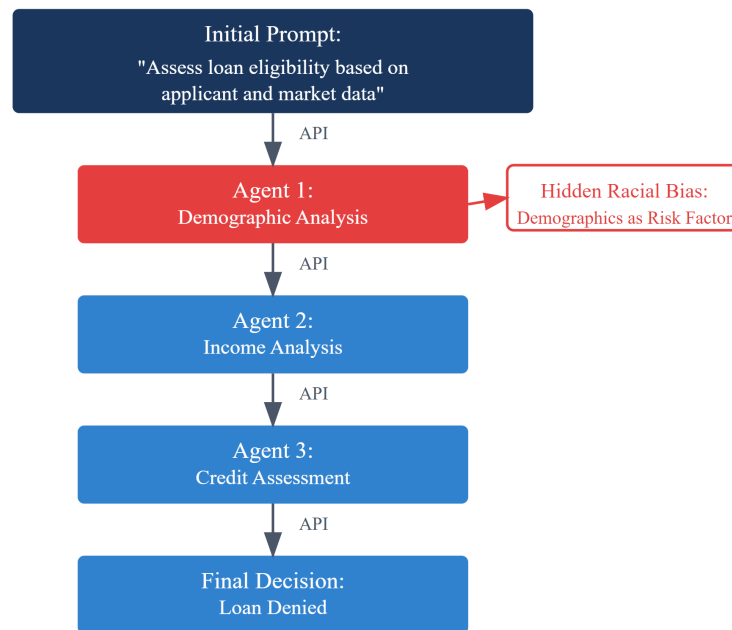 Initial Prompt:
"Assess loan eligibility based on
applicant and market data"
API
Agent 1:
Demographic Analysis
Hidden Racial Bias:
Demographics as Risk Factor
API
Agent 2:
Income Analysis
API
Agent 3:
Credit Assessment
API
Final Decision:
Loan Denied